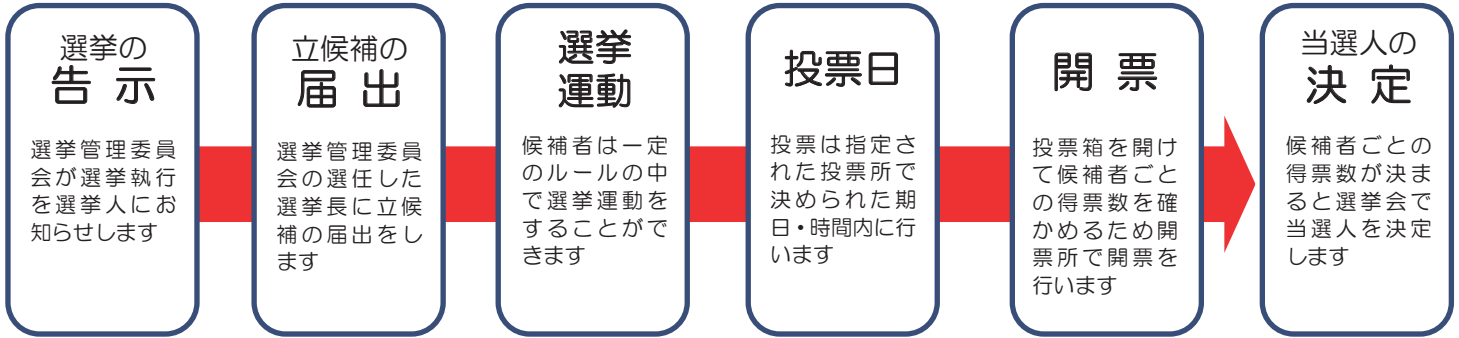 選挙の
告 示
選挙管理委員
会が選挙執行
を選挙人にお
知らせします
立候補の
届 出
選挙管理委員
会の選任した
選挙長に立候
補の届出をし
ます
選挙
運動
候補者は一定
のルールの中
で選挙運動を
することがで
きます
投票日
投票は指定さ
れた投票所で
決められた期
日・時間内に行
います
開 票
投票箱を開け
て候補者ごと
の得票数を確
かめるため開
票所で開票を
行います
当選人の
決 定
候補者ごとの
得票数が決ま
ると選挙会で
当選人を決定
します